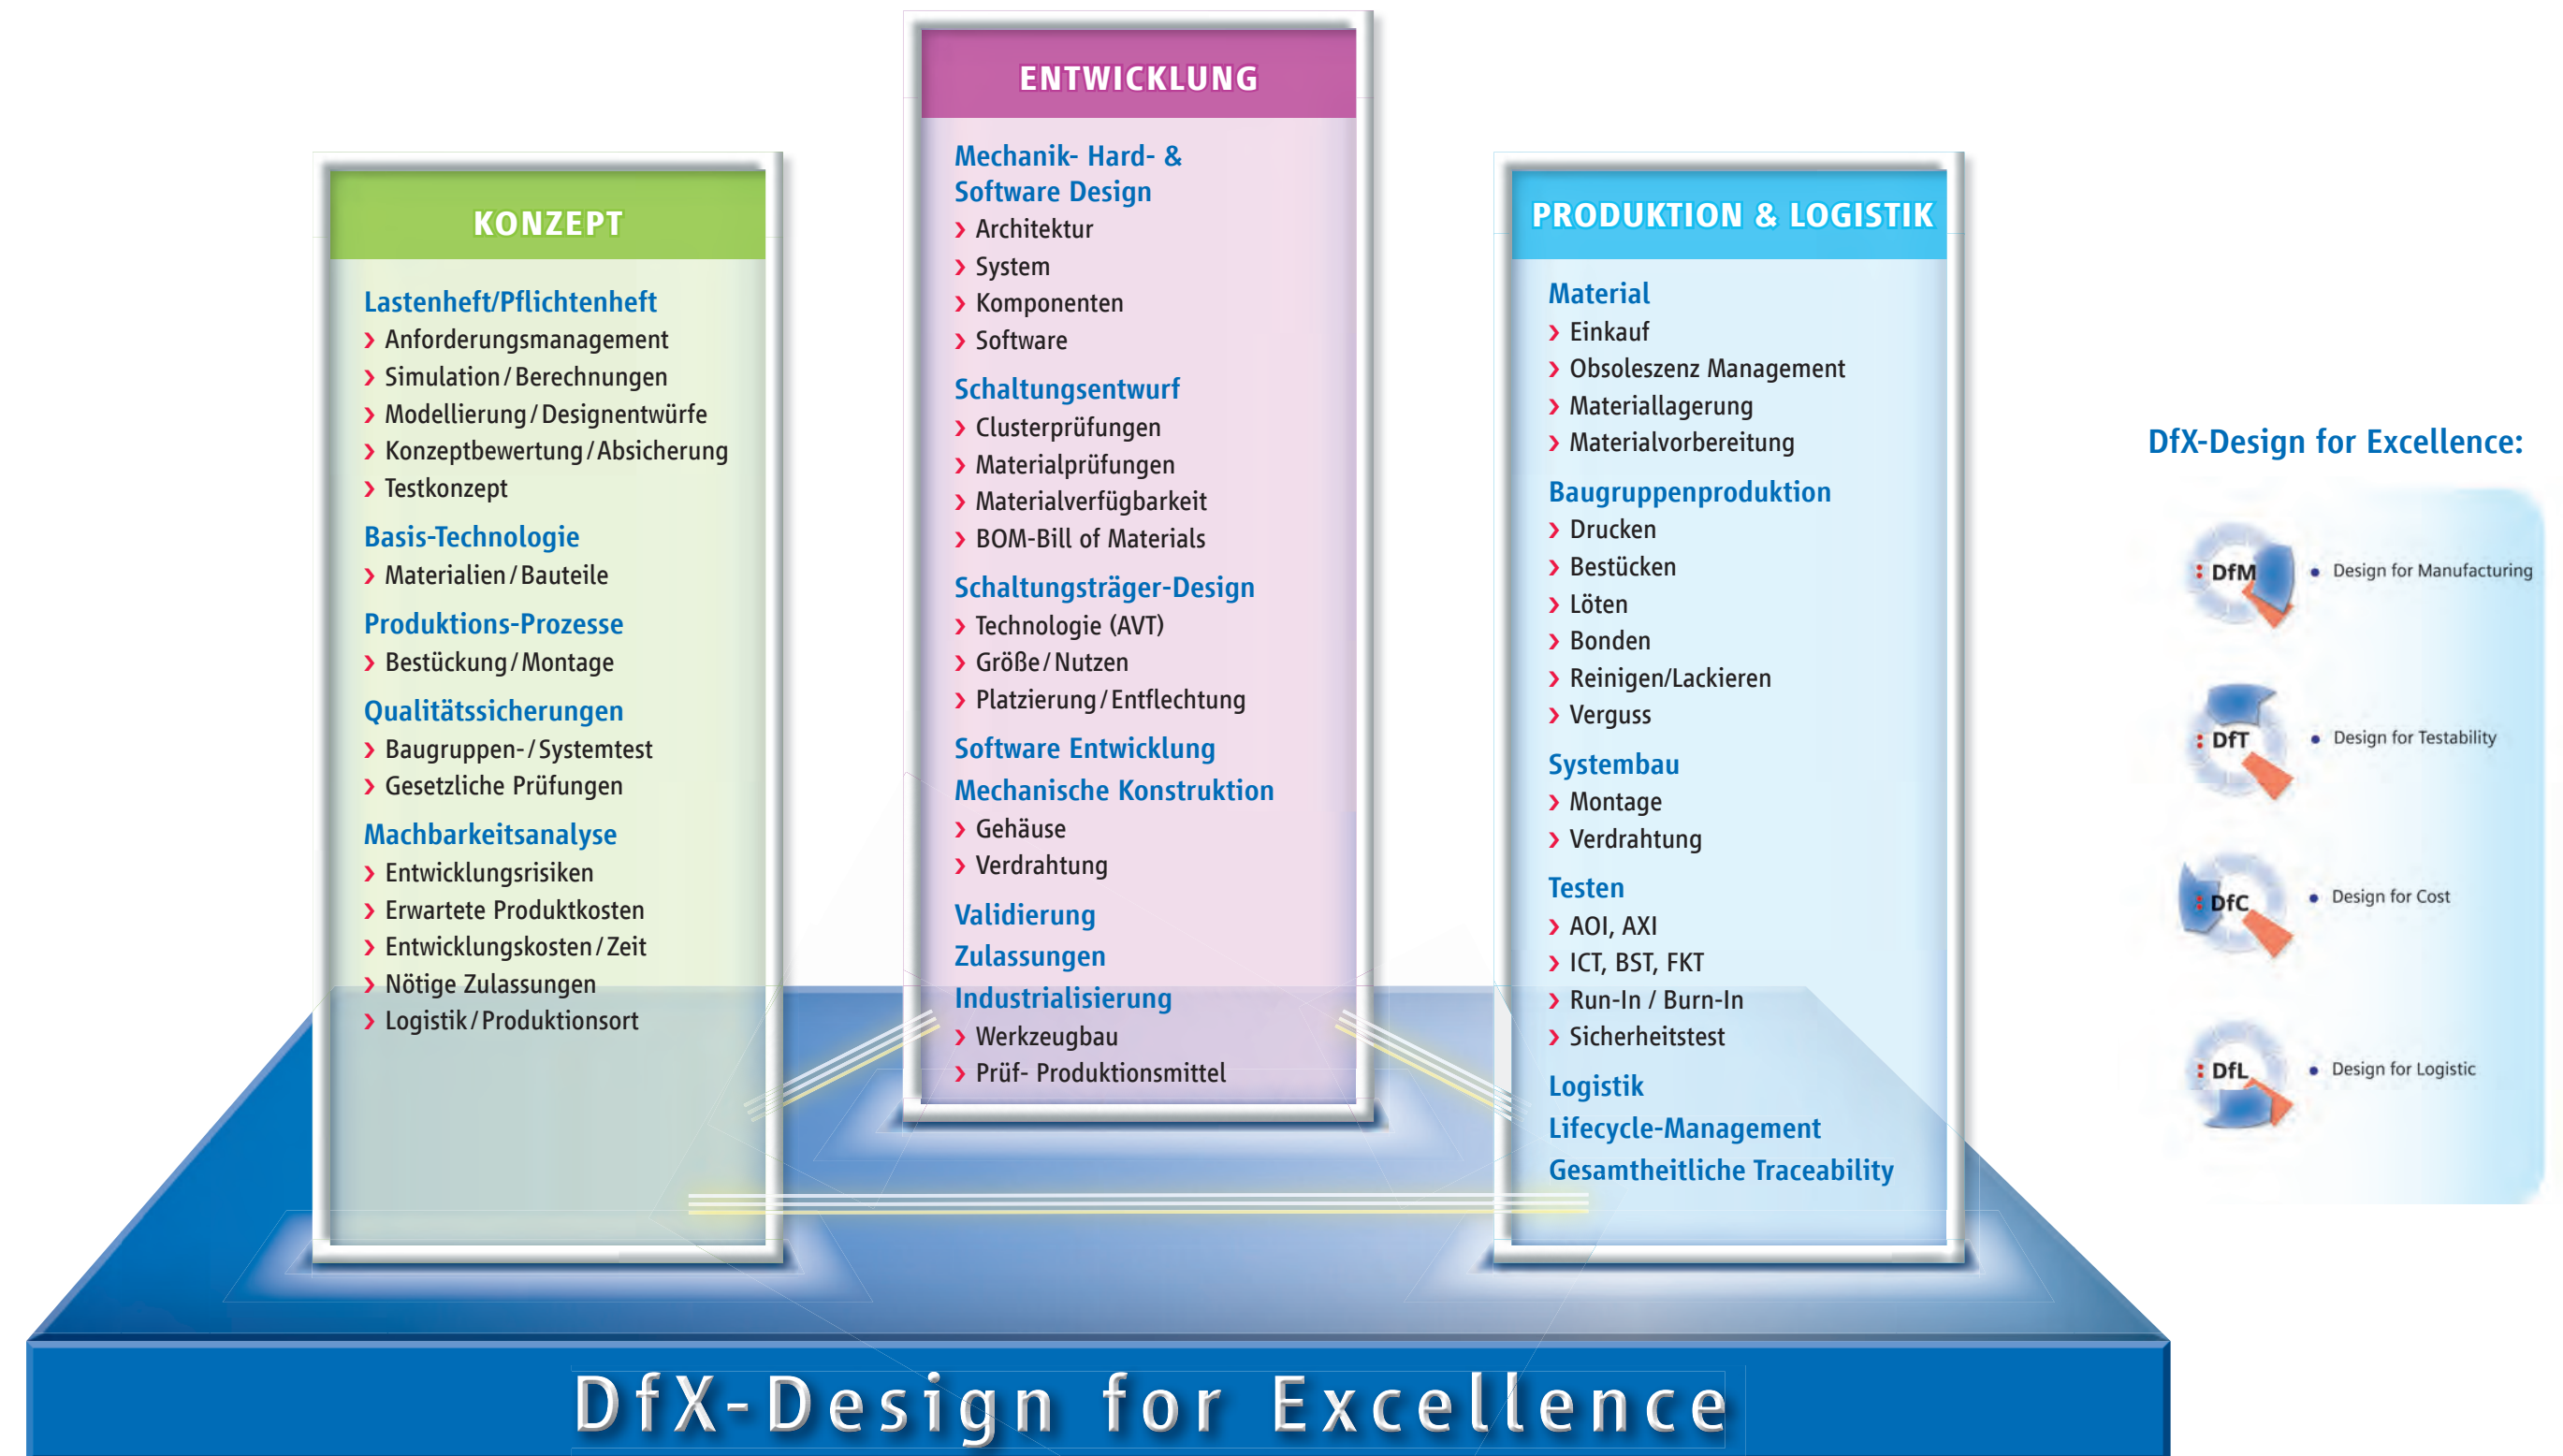 KONZEPT
Lastenheft/Pflichtenheft
› Anforderungsmanagement
› Simulation/Berechnungen
› Modellierung/Designentwürfe
› Konzeptbewertung/Absicherung
› Testkonzept
Basis-Technologie
› Materialien/Bauteile
Produktions-Prozesse
› Bestückung/Montage
Qualitätssicherungen
› Baugruppen-/Systemtest
› Gesetzliche Prüfungen
Machbarkeitsanalyse
› Entwicklungsrisiken
› Erwartete Produktkosten
› Entwicklungskosten/Zeit
› Nötige Zulassungen
› Logistik/Produktionsort
ENTWICKLUNG
Mechanik- Hard- &
Software Design
› Architektur
› System
› Komponenten
› Software
Schaltungsentwurf
› Clusterprüfungen
› Materialprüfungen
› Materialverfügbarkeit
› BOM-Bill of Materials
Schaltungsträger-Design
› Technologie (AVT)
› Größe/Nutzen
› Platzierung/Entflechtung
Software Entwicklung
Mechanische Konstruktion
› Gehäuse
› Verdrahtung
Validierung
Zulassungen
Industrialisierung
› Werkzeugbau
› Prüf- Produktionsmittel
PRODUKTION & LOGISTIK
Material
› Einkauf
› Obsoleszenz Management
› Materiallagerung
› Materialvorbereitung
Baugruppenproduktion
› Drucken
› Bestücken
› Löten
› Bonden
› Reinigen/Lackieren
› Verguss
Systembau
› Montage
› Verdrahtung
Testen
› AOI, AXI
› ICT, BST, FKT
› Run-In / Burn-In
› Sicherheitstest
Logistik
Lifecycle-Management
Gesamtheitliche Traceability
DfX-Design for Excellence:
: DfM • Design for Manufacturing
: DfT • Design for Testability
: DfC • Design for Cost
: DfL • Design for Logistic
DfX-Design for Excellence